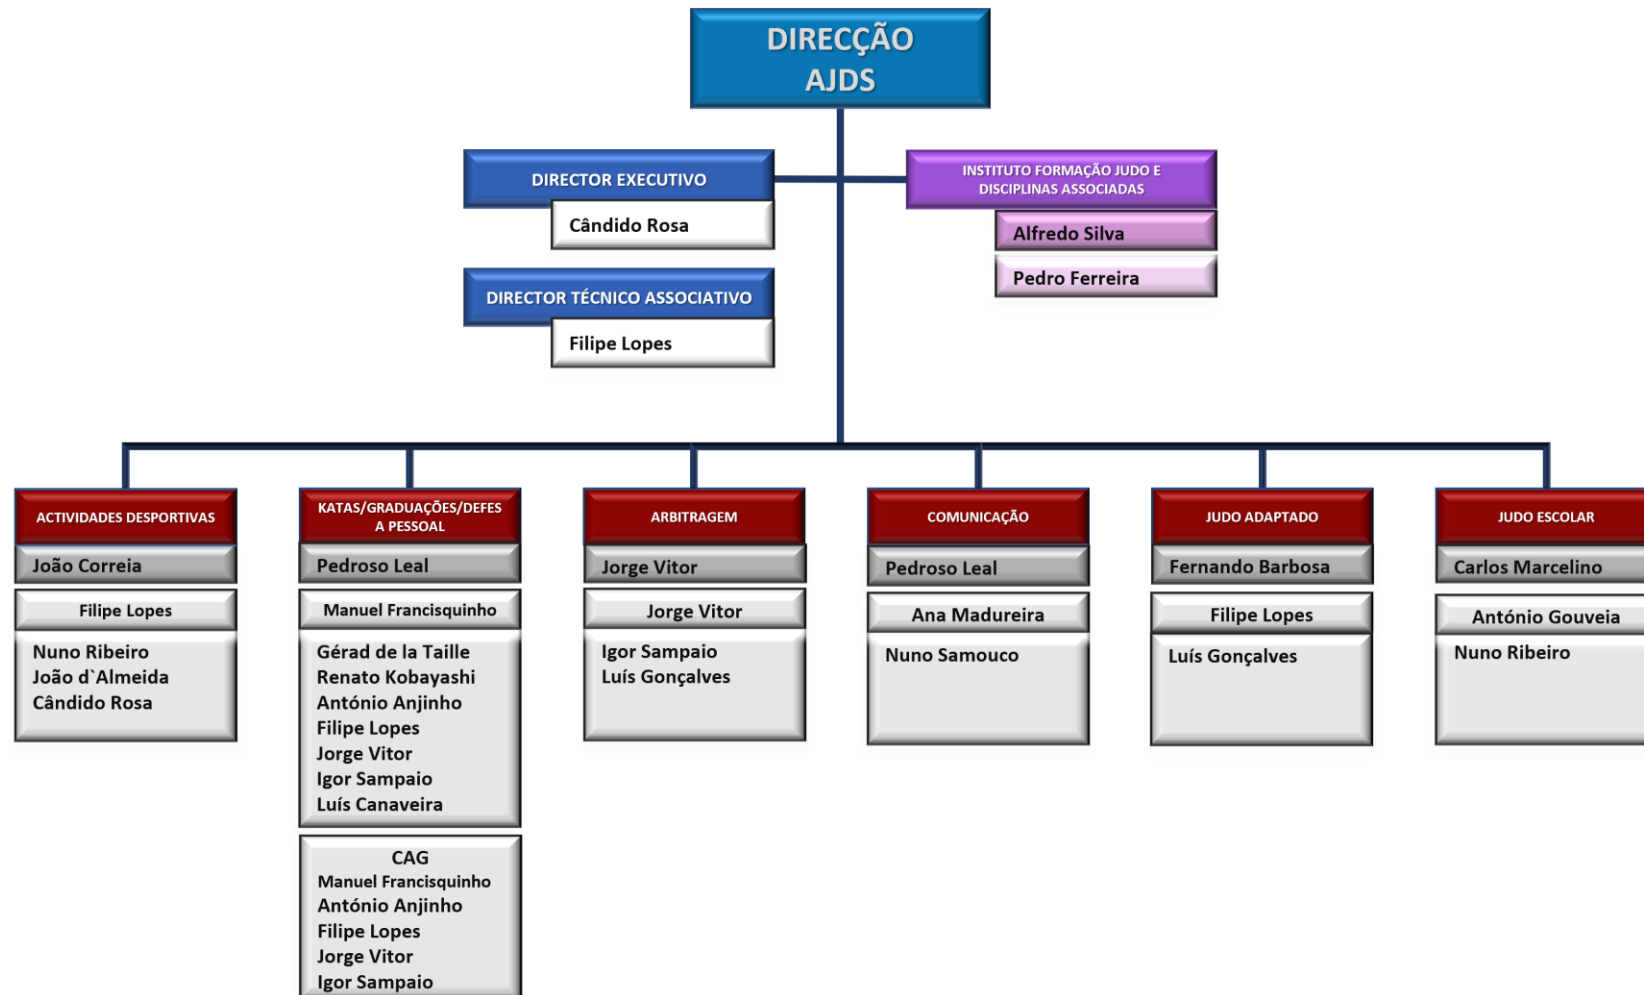 DIRECÇÃO
AJDS
DIRECTOR EXECUTIVO
Cândido Rosa
INSTITUTO FORMAÇÃO JUDO E
DISCIPLINAS ASSOCIADAS
Alfredo Silva
Pedro Ferreira
DIRECTOR TÉCNICO ASSOCIATIVO
Filipe Lopes
ACTIVIDADES DESPORTIVAS
João Correia
Filipe Lopes
Nuno Ribeiro
João d`Almeida
Cândido Rosa
KATAS/GRADUAÇÕES/DEFES
A PESSOAL
Pedroso Leal
Manuel Francisquinho
Gérad de la Taille
Renato Kobayashi
António Anjinho
Filipe Lopes
Jorge Vitor
Igor Sampaio
Luís Canaveira
CAG
Manuel Francisquinho
António Anjinho
Filipe Lopes
Jorge Vitor
Igor Sampaio
ARBITRAGEM
Jorge Vitor
Jorge Vitor
Igor Sampaio
Luís Gonçalves
COMUNICAÇÃO
Pedroso Leal
Ana Madureira
Nuno Samouco
JUDO ADAPTADO
Fernando Barbosa
Filipe Lopes
Luís Gonçalves
JUDO ESCOLAR
Carlos Marcelino
António Gouveia
Nuno Ribeiro